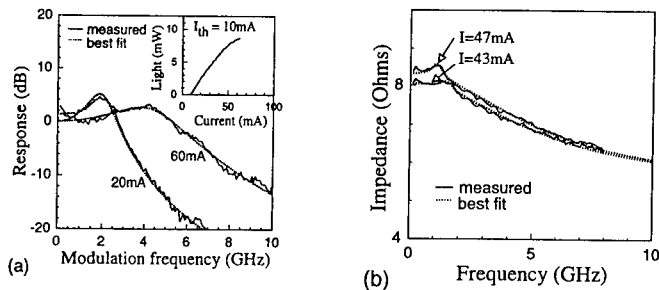 measured
best fit
I_th = 10mA
Light (mW)
10
5
0
0
50
100
Current (mA)
Response (dB)
10
0
-10
-20
60mA
20mA
0
2
4
6
8
10
Modulation frequency (GHz)
(a)
I=47mA
I=43mA
Impedance (Ohms)
8
4
measured
best fit
0
5
10
Frequency (GHz)
(b)